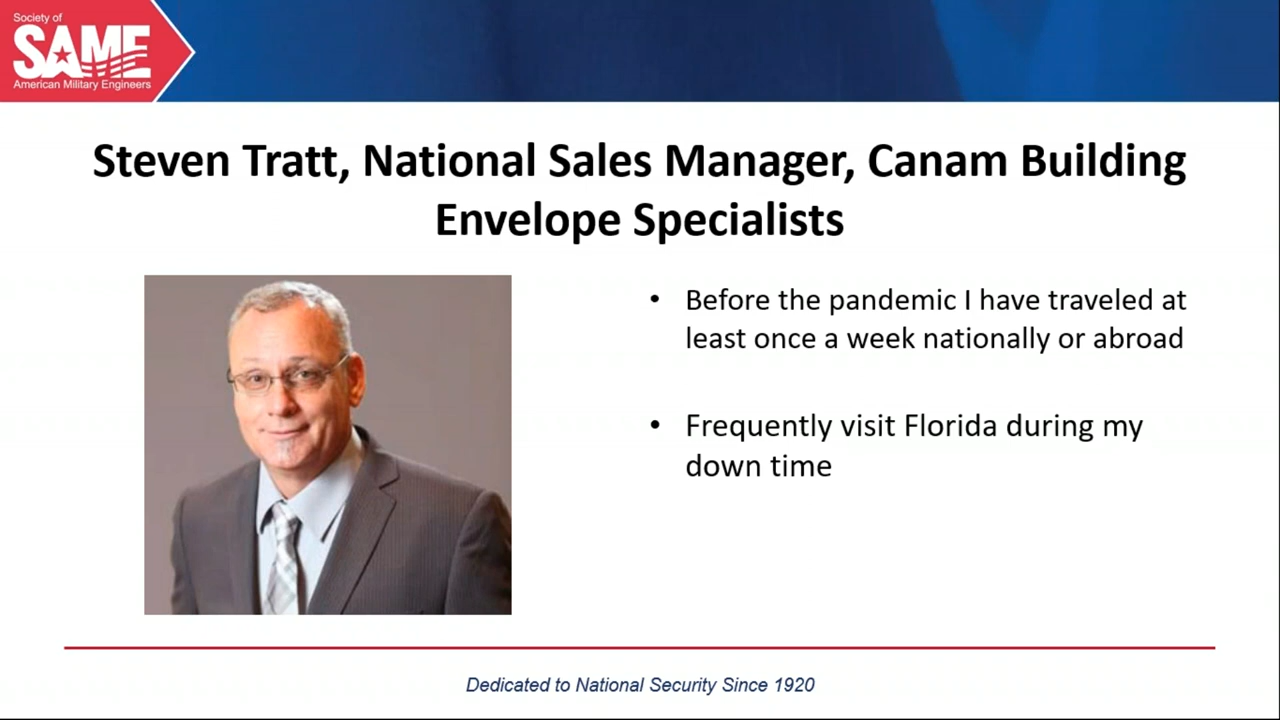 Society of
SAME
American Military Engineers
Steven Tratt, National Sales Manager, Canam Building
Envelope Specialists
• Before the pandemic I have traveled at
least once a week nationally or abroad
• Frequently visit Florida during my
down time
Dedicated to National Security Since 1920